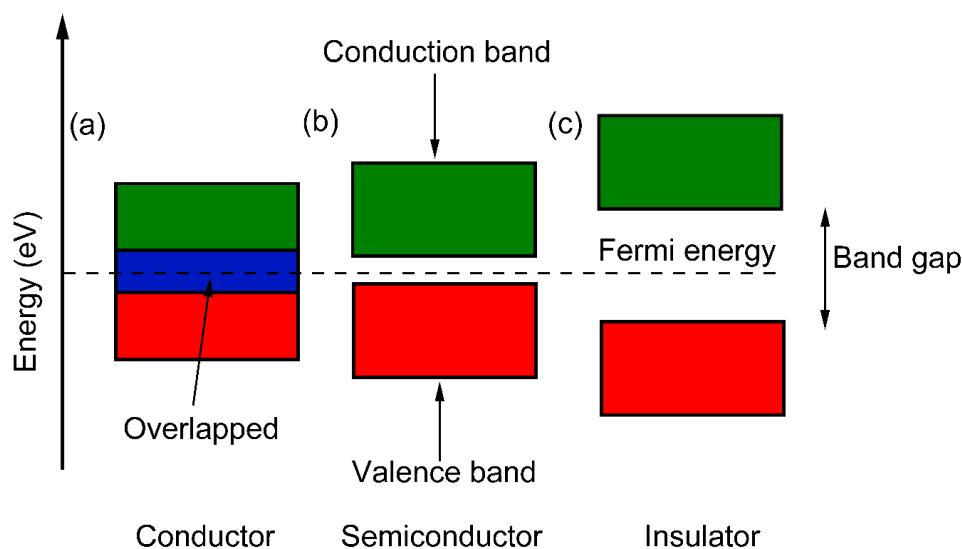 Conduction band
(a)
(b)
(c)
Energy (eV)
Fermi energy
Band gap
Overlapped
Valence band
Conductor
Semiconductor
Insulator